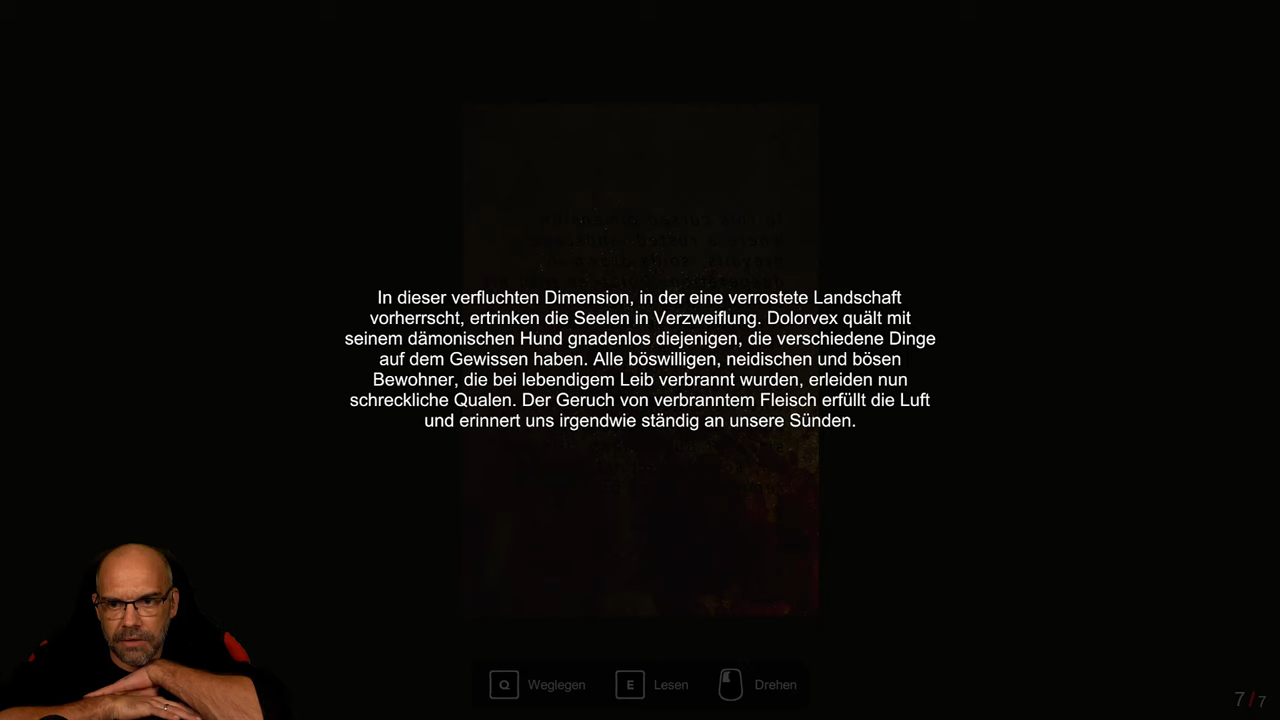 In dieser verfluchten Dimension, in der eine verrostete Landschaft
vorherrscht, ertrinken die Seelen in Verzweiflung. Dolorvex quält mit
seinem dämonischen Hund gnadenlos diejenigen, die verschiedene Dinge
auf dem Gewissen haben. Alle böswilligen, neidischen und bösen
Bewohner, die bei lebendigem Leib verbrannt wurden, erleiden nun
schreckliche Qualen. Der Geruch von verbranntem Fleisch erfüllt die Luft
und erinnert uns irgendwie ständig an unsere Sünden.
Q Weglegen E Lesen Drehen
7/7